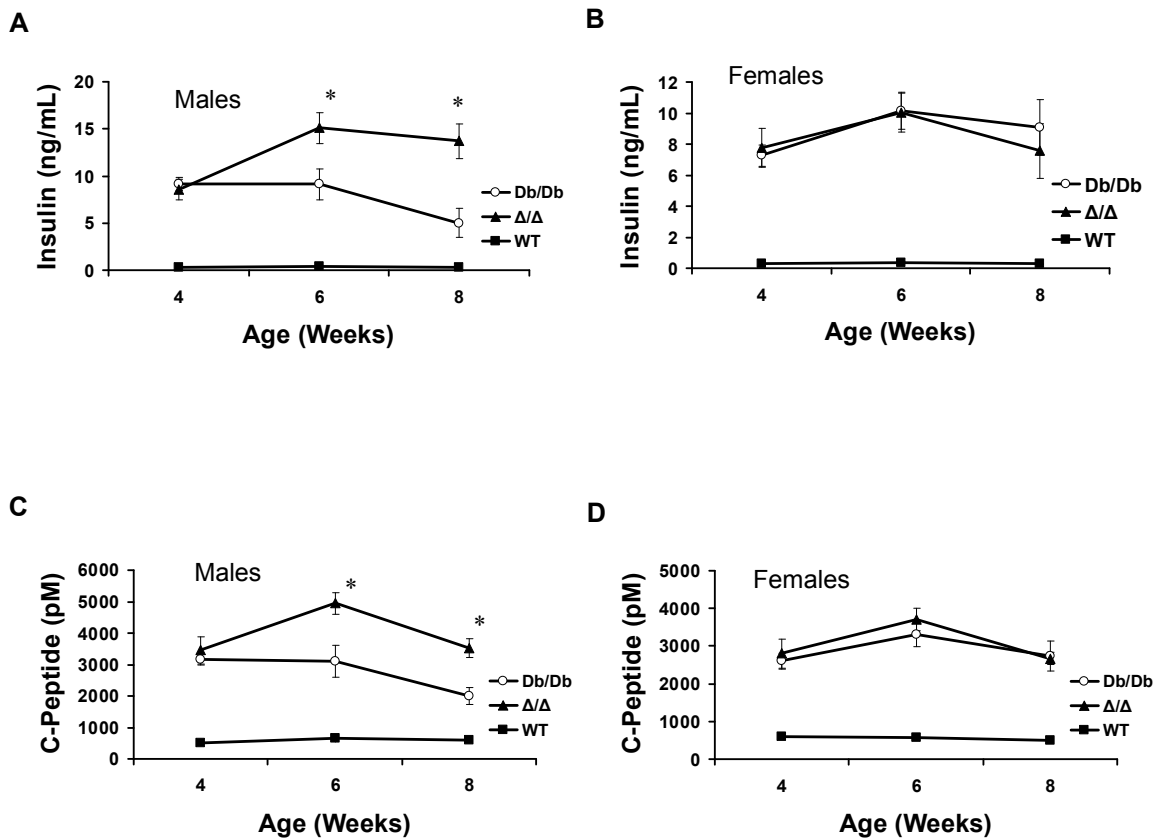 A
Males
Insulin (ng/mL)
20
15
10
5
0
* *
Db/Db
Δ/Δ
WT
4 6 8
Age (Weeks)
B
Females
Insulin (ng/mL)
12
10
8
6
4
2
0
Db/Db
Δ/Δ
WT
4 6 8
Age (Weeks)
C
Males
C-Peptide (pM)
6000
5000
4000
3000
2000
1000
0
* *
Db/Db
Δ/Δ
WT
4 6 8
Age (Weeks)
D
Females
C-Peptide (pM)
5000
4000
3000
2000
1000
0
Db/Db
Δ/Δ
WT
4 6 8
Age (Weeks)